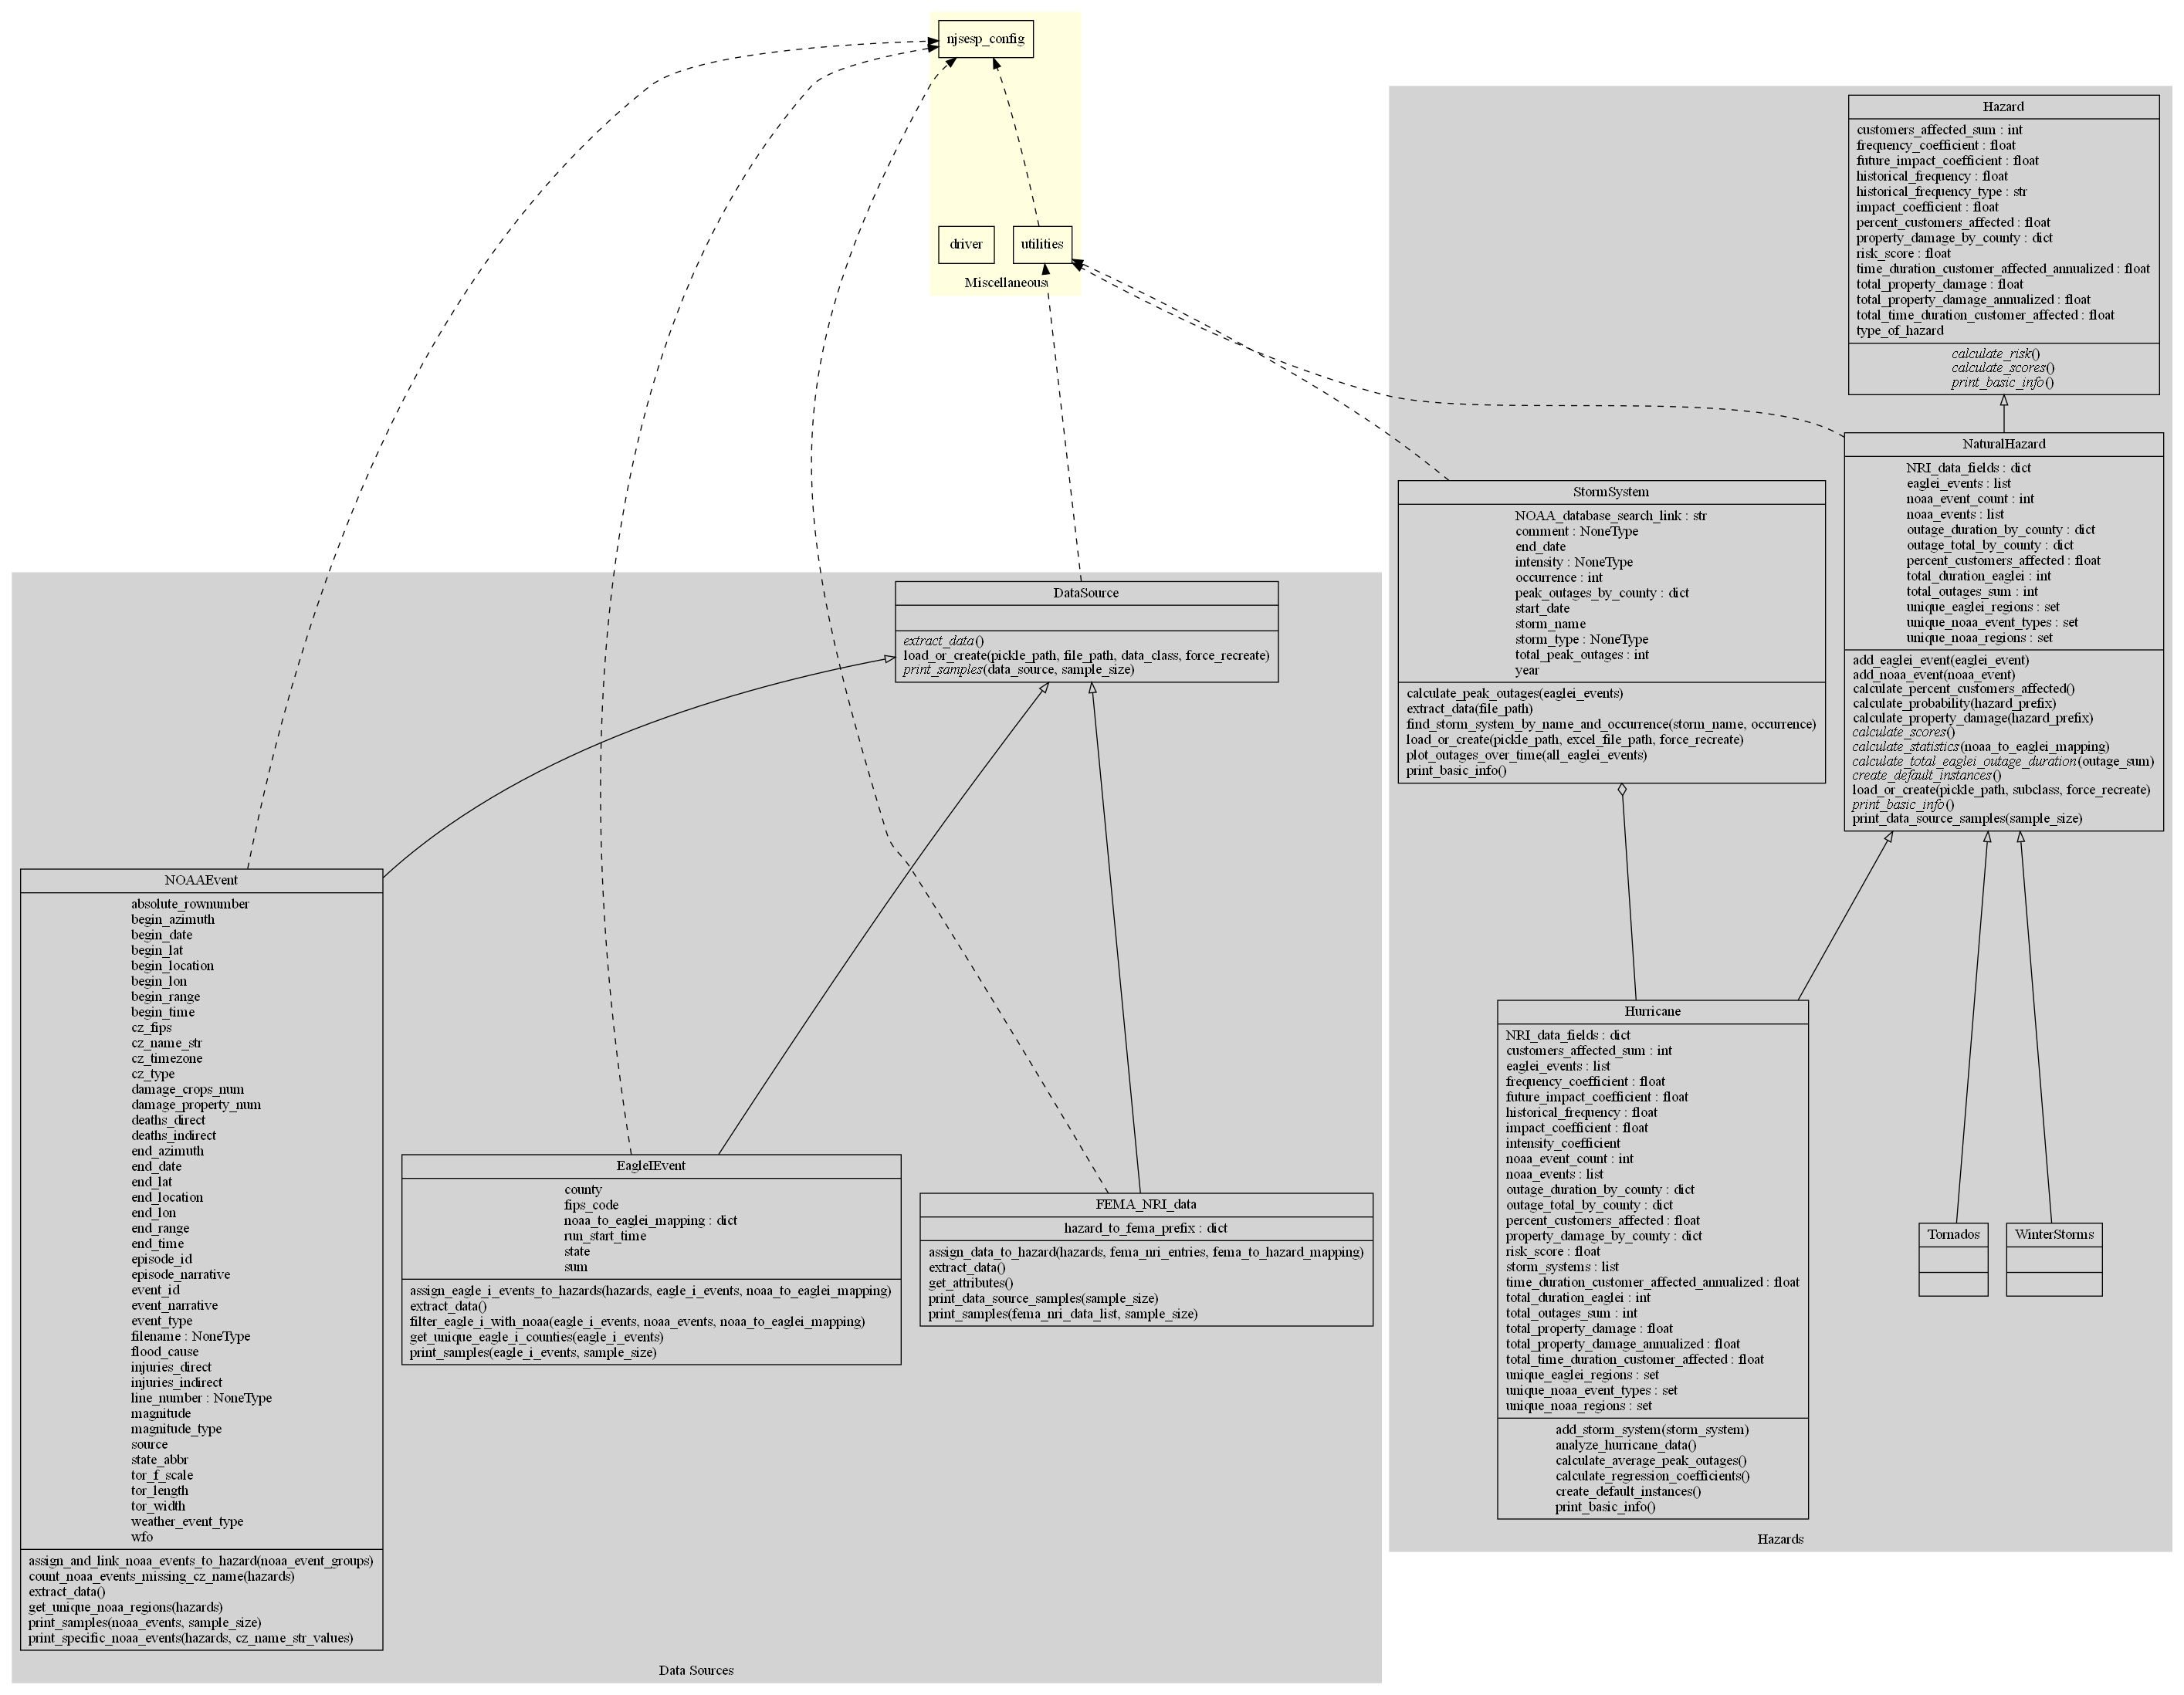 njsesp_config
driver
utilities
Miscellaneous
Hazard
customers_affected_sum : int
frequency_coefficient : float
future_impact_coefficient : float
historical_frequency : float
historical_frequency_type : str
impact_coefficient : float
percent_customers_affected : float
property_damage_by_county : dict
risk_score : float
time_duration_customer_affected_annualized : float
total_property_damage : float
total_property_damage_annualized : float
total_time_duration_customer_affected : float
type_of_hazard
calculate_risk()
calculate_scores()
print_basic_info()
NaturalHazard
NRI_data_fields : dict
eaglei_events : list
noaa_event_count : int
noaa_events : list
outage_duration_by_county : dict
outage_total_by_county : dict
percent_customers_affected : float
total_duration_eaglei : int
total_outages_sum : int
unique_eaglei_regions : set
unique_noaa_event_types : set
unique_noaa_regions : set
add_eaglei_event(eaglei_event)
add_noaa_event(noaa_event)
calculate_percent_customers_affected()
calculate_probability(hazard_prefix)
calculate_property_damage(hazard_prefix)
calculate_scores()
calculate_statistics(noaa_to_eaglei_mapping)
calculate_total_eaglei_outage_duration(outage_sum)
create_default_instances()
load_or_create(pickle_path, subclass, force_recreate)
print_basic_info()
print_data_source_samples(sample_size)
StormSystem
NOAA_database_search_link : str
comment : NoneType
end_date
intensity : NoneType
occurrence : int
peak_outages_by_county : dict
start_date
storm_name
storm_type : NoneType
total_peak_outages : int
year
calculate_peak_outages(eaglei_events)
extract_data(file_path)
find_storm_system_by_name_and_occurrence(storm_name, occurrence)
load_or_create(pickle_path, excel_file_path, force_recreate)
plot_outages_over_time(all_eaglei_events)
print_basic_info()
DataSource
extract_data()
load_or_create(pickle_path, file_path, data_class, force_recreate)
print_samples(data_source, sample_size)
NOAAEvent
absolute_rownumber
begin_azimuth
begin_date
begin_lat
begin_location
begin_lon
begin_range
begin_time
cz_fips
cz_name_str
cz_timezone
cz_type
damage_crops_num
damage_property_num
deaths_direct
deaths_indirect
end_azimuth
end_date
end_lat
end_location
end_lon
end_range
end_time
episode_id
episode_narrative
event_id
event_narrative
event_type
filename : NoneType
flood_cause
injuries_direct
injuries_indirect
line_number : NoneType
magnitude
magnitude_type
source
state_abbr
tor_f_scale
tor_length
tor_width
weather_event_type
wfo
assign_and_link_noaa_events_to_hazard(noaa_event_groups)
count_noaa_events_missing_cz_name(hazards)
extract_data()
get_unique_noaa_regions(hazards)
print_samples(noaa_events, sample_size)
print_specific_noaa_events(hazards, cz_name_str_values)
EagleIEvent
county
fips_code
noaa_to_eaglei_mapping : dict
run_start_time
state
sum
assign_eagle_i_events_to_hazards(hazards, eagle_i_events, noaa_to_eaglei_mapping)
extract_data()
filter_eagle_i_with_noaa(eagle_i_events, noaa_events, noaa_to_eaglei_mapping)
get_unique_eagle_i_counties(eagle_i_events)
print_samples(eagle_i_events, sample_size)
FEMA_NRI_data
hazard_to_fema_prefix : dict
assign_data_to_hazard(hazards, fema_nri_entries, fema_to_hazard_mapping)
extract_data()
get_attributes()
print_data_source_samples(sample_size)
print_samples(fema_nri_data_list, sample_size)
Data Sources
Hurricane
NRI_data_fields : dict
customers_affected_sum : int
eaglei_events : list
frequency_coefficient : float
future_impact_coefficient : float
historical_frequency : float
impact_coefficient : float
intensity_coefficient
noaa_event_count : int
noaa_events : list
outage_duration_by_county : dict
outage_total_by_county : dict
percent_customers_affected : float
property_damage_by_county : dict
risk_score : float
storm_systems : list
time_duration_customer_affected_annualized : float
total_duration_eaglei : int
total_outages_sum : int
total_property_damage : float
total_property_damage_annualized : float
total_time_duration_customer_affected : float
unique_eaglei_regions : set
unique_noaa_event_types : set
unique_noaa_regions : set
add_storm_system(storm_system)
analyze_hurricane_data()
calculate_average_peak_outages()
calculate_regression_coefficients()
create_default_instances()
print_basic_info()
Tornados
WinterStorms
Hazards